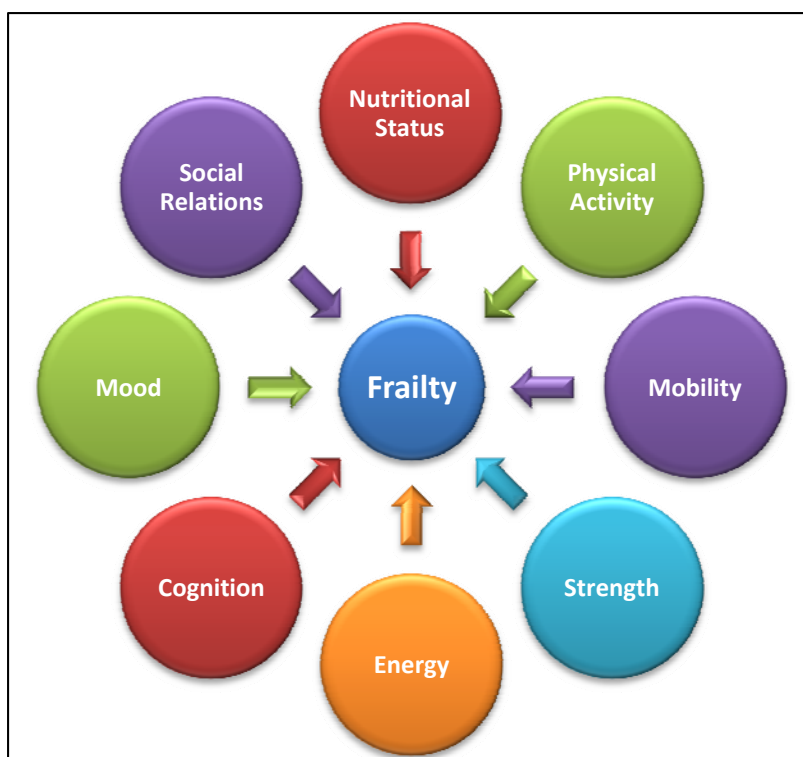 Nutritional
Status
Physical
Activity
Mobility
Strength
Energy
Cognition
Mood
Social
Relations
Frailty